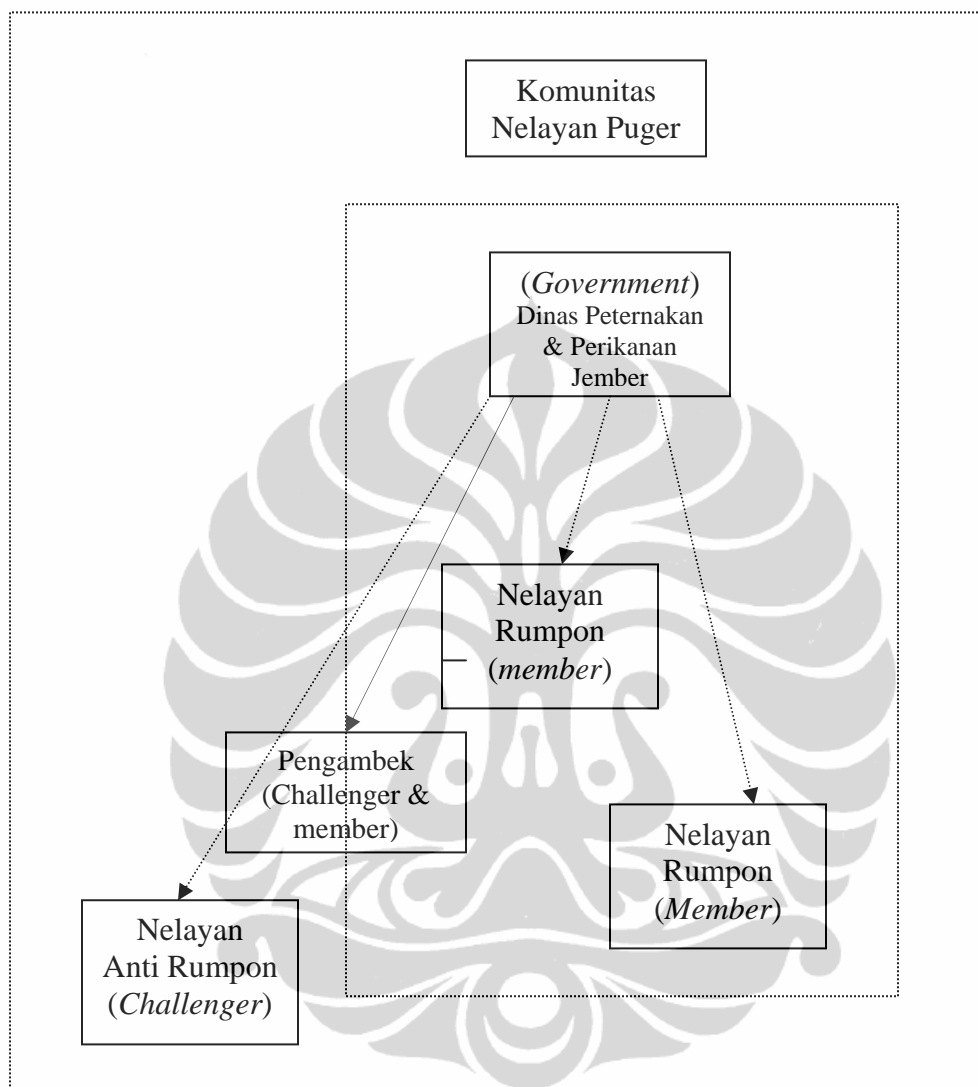 Komunitas
Nelayan Puger
(Government)
Dinas Peternakan
& Perikanan
Jember
Nelayan
Rumpon
(member)
Pengambek
(Challenger &
member)
Nelayan
Rumpon
(Member)
Nelayan
Anti Rumpon
(Challenger)